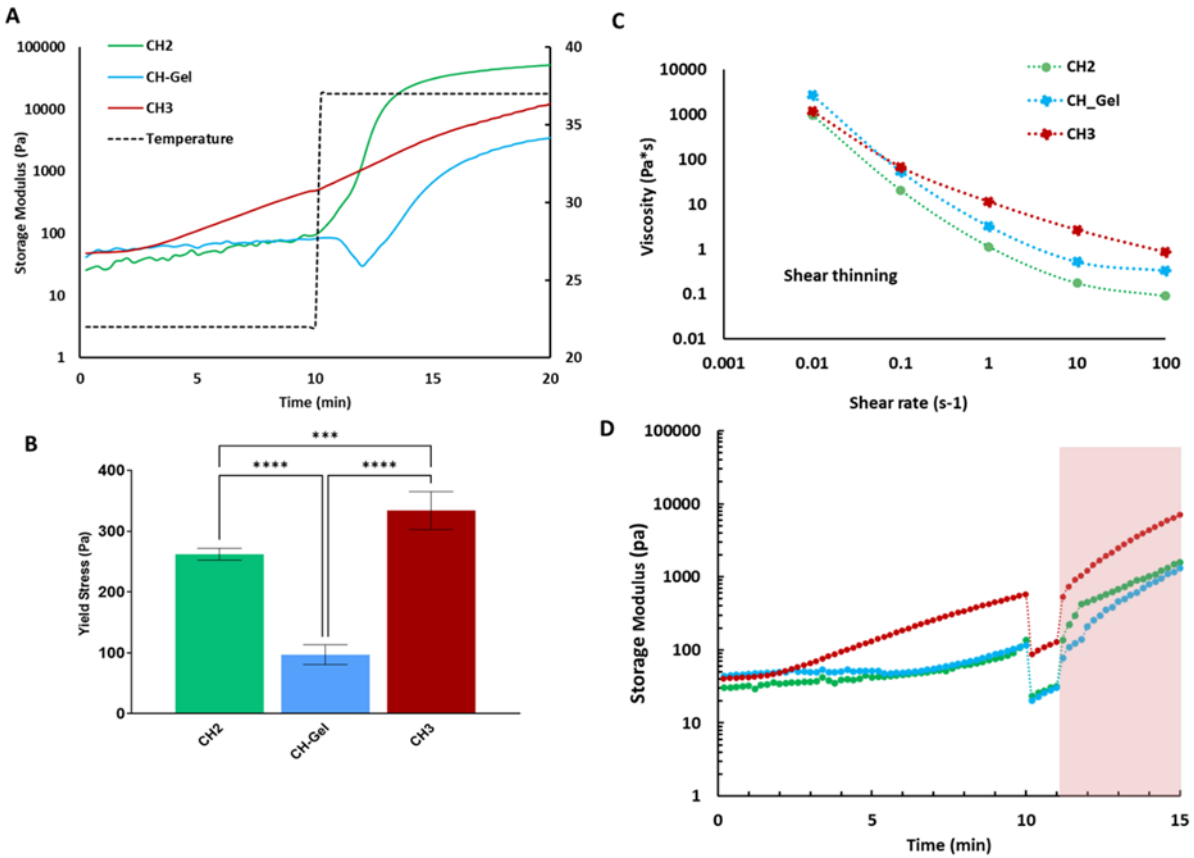 A
CH2
CH-Gel
CH3
Temperature
Storage Modulus (Pa)
100000
10000
1000
100
10
1
40
35
30
25
20
0
5
10
15
20
Time (min)
C
CH2
CH_Gel
CH3
Viscosity (Pa*s)
10000
1000
100
10
1
0.1
0.01
Shear thinning
0.001
0.01
0.1
1
10
100
Shear rate (s-1)
B
***
****
****
Yield Stress (Pa)
400
300
200
100
0
CH2
CH-Gel
CH3
D
Storage Modulus (pa)
100000
10000
1000
100
10
1
0
5
10
15
Time (min)